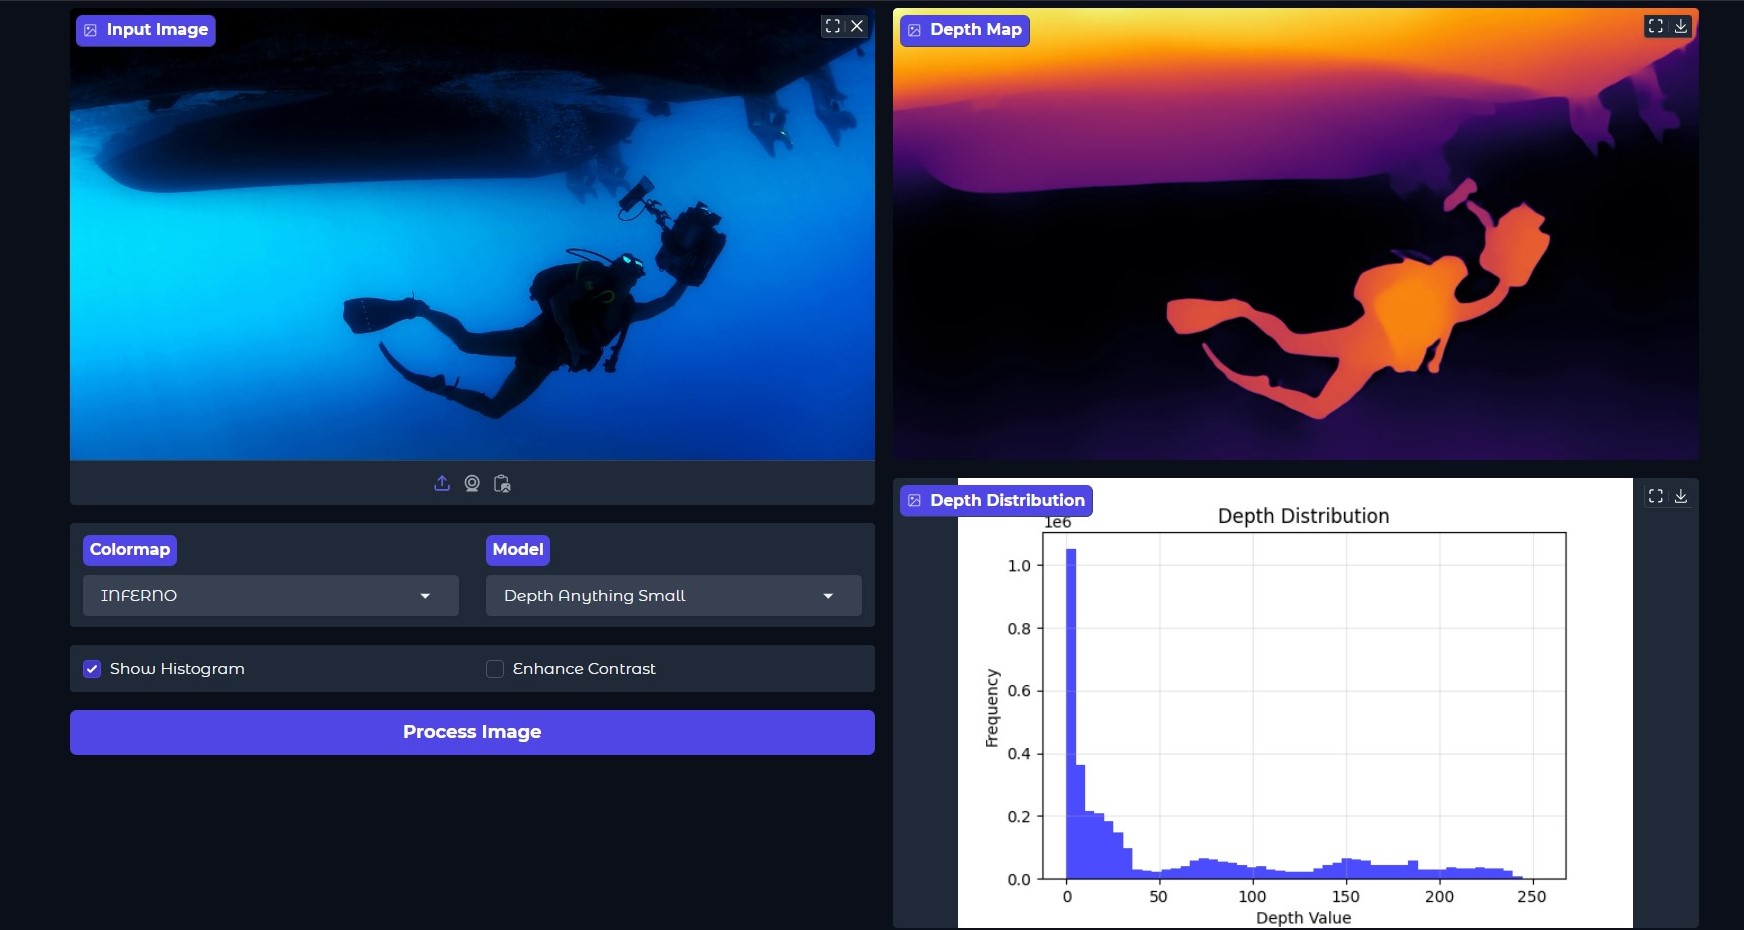 Input Image
Depth Map
Colormap
Model
INFERNO
Depth Anything Small
Show Histogram
Enhance Contrast
Process Image
Depth Distribution
Depth Distribution
1e6
1.0
0.8
0.6
0.4
0.2
0.0
Frequency
0 50 100 150 200 250
Depth Value